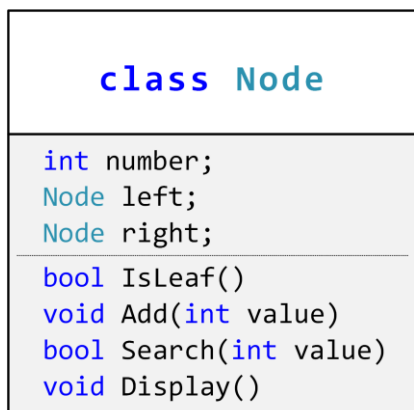 class Node
int number;
Node left;
Node right;
bool IsLeaf()
void Add(int value)
bool Search(int value)
void Display()